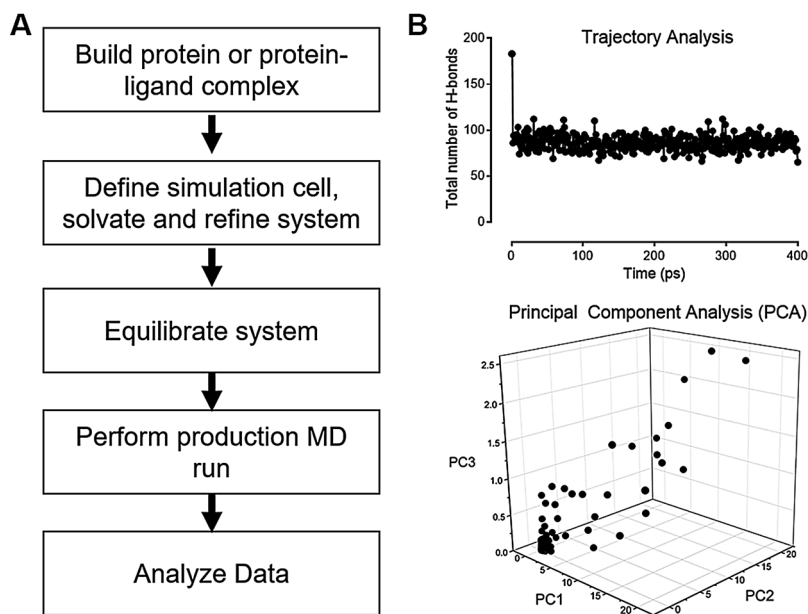 A
Build protein or protein-
ligand complex
Define simulation cell,
solvate and refine system
Equilibrate system
Perform production MD
run
Analyze Data
B
Trajectory Analysis
Total number of H-bonds
200
150
100
50
0
0 100 200 300 400
Time (ps)
Principal Component Analysis (PCA)
PC3
2.5
2.0
1.5
1.0
0.5
0.0
0 5 10 15 20
PC1
0 5 10 15 20
PC2